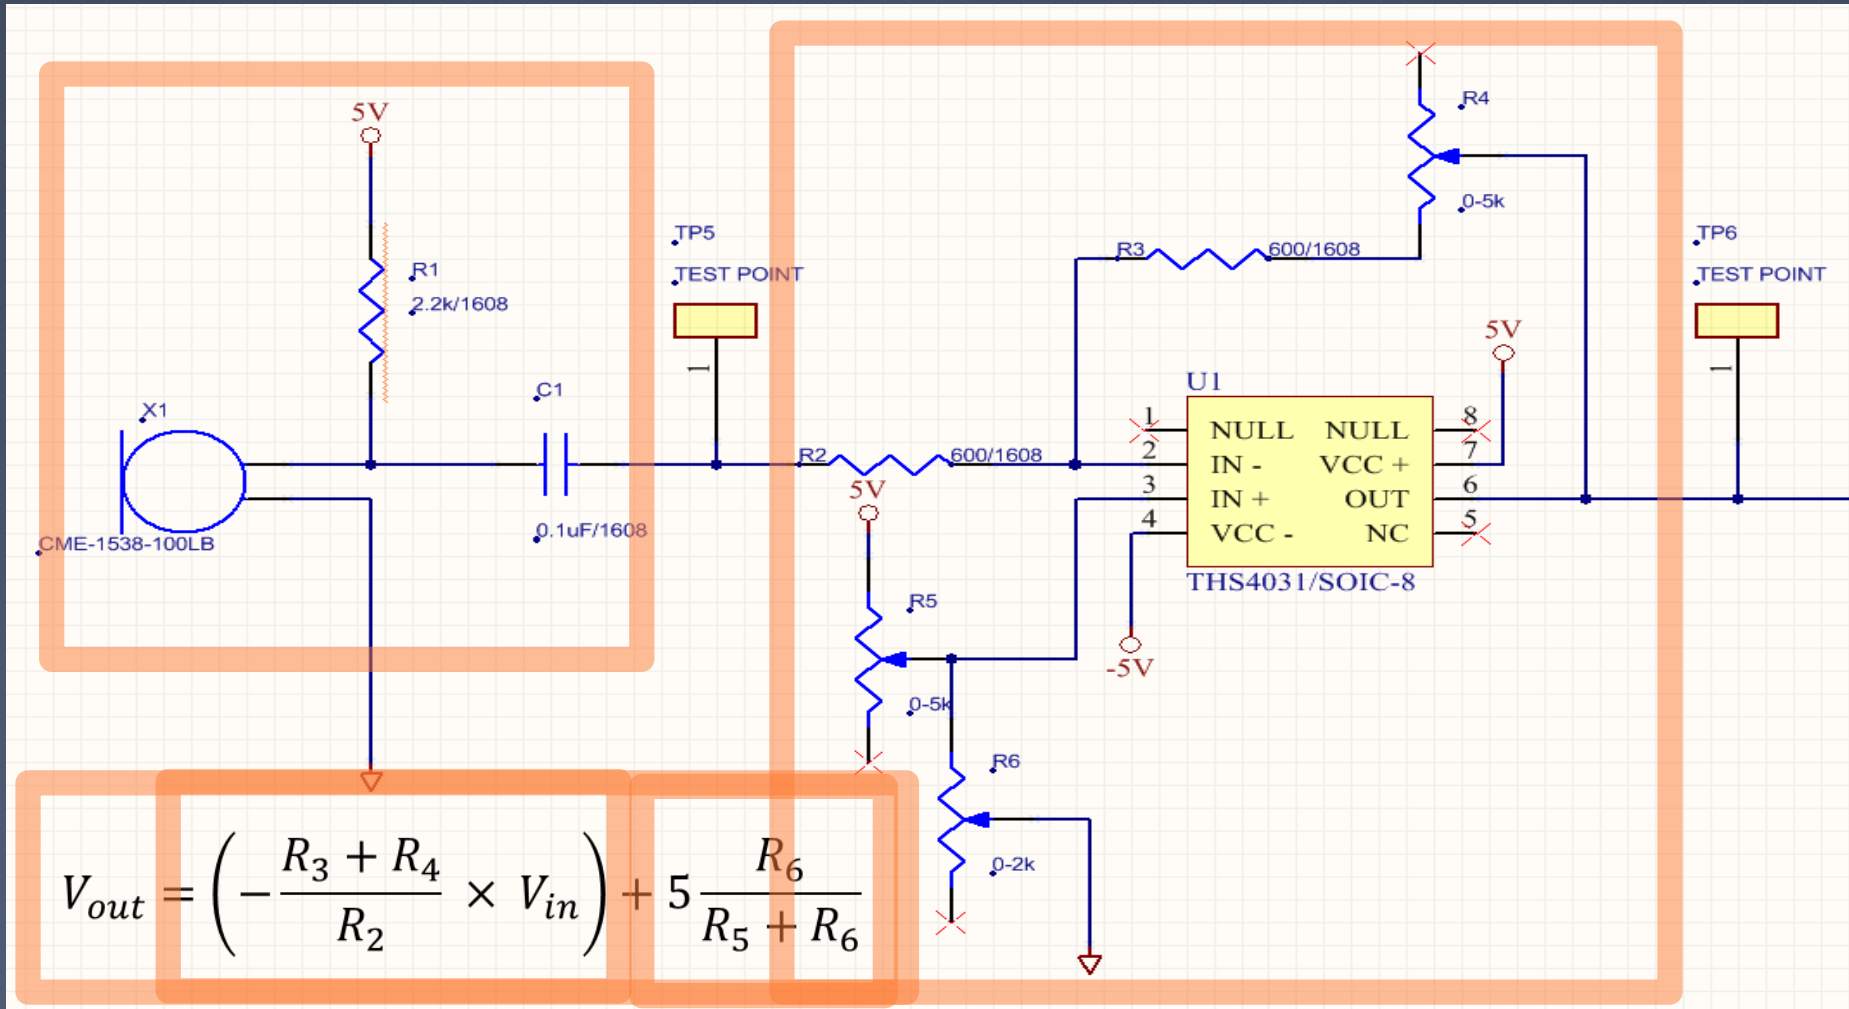 5V
R1
2.2k/1608
X1
CME-1538-100LB
C1
0.1uF/1608
TP5
TEST POINT
1
R2
600/1608
R3
600/1608
R4
0-5k
5V
R5
0-5k
R6
0-2k
U1
1 NULL NULL 8
2 IN - VCC + 7
3 IN + OUT 6
4 VCC - NC 5
THS4031/SOIC-8
5V
-5V
TP6
TEST POINT
1
V_out = (− (R_3 + R_4)/R_2 × V_in) + 5 R_6/(R_5 + R_6)